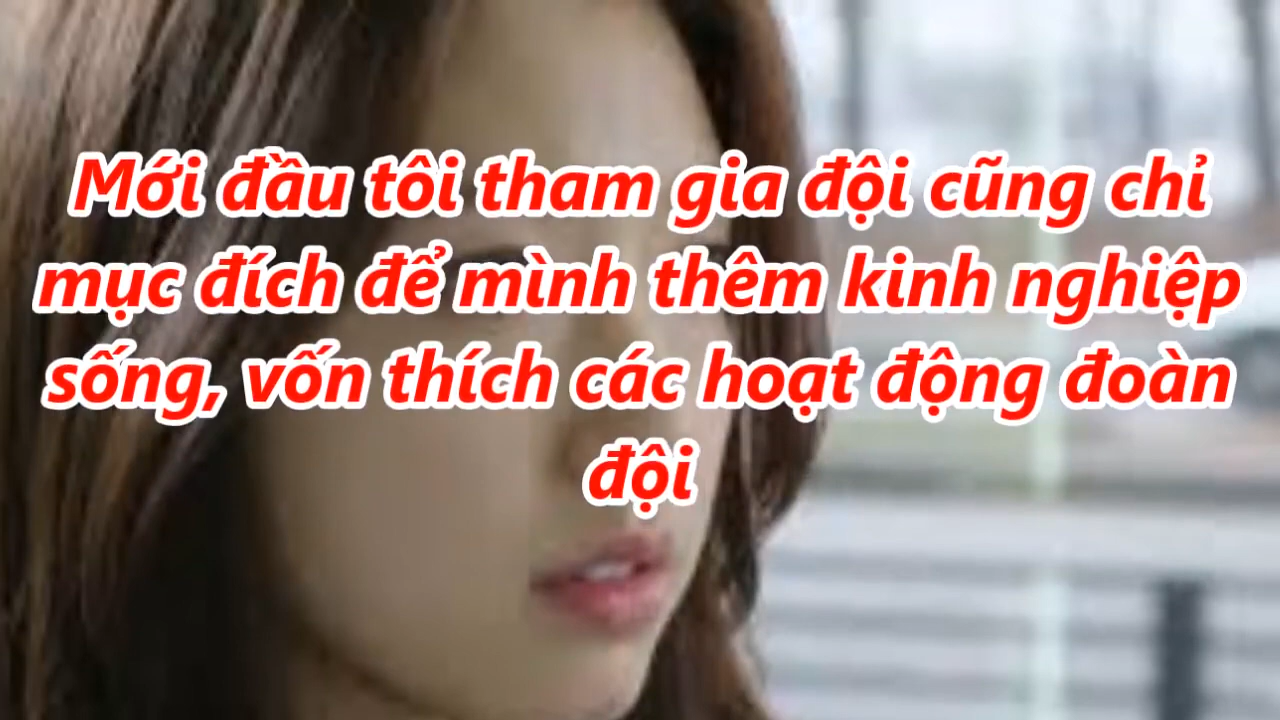 Mới đầu tôi tham gia đội cũng chỉ
mục đích để mình thêm kinh nghiệp
sống, vốn thích các hoạt động đoàn
đội